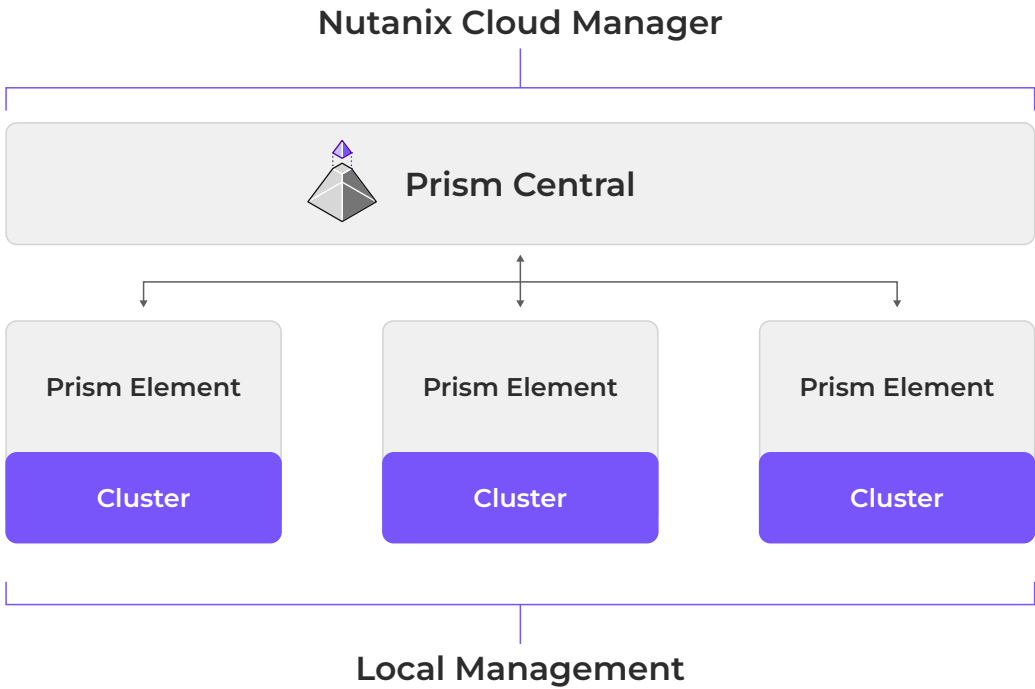 Nutanix Cloud Manager
Prism Central
Prism Element
Prism Element
Prism Element
Cluster
Cluster
Cluster
Local Management